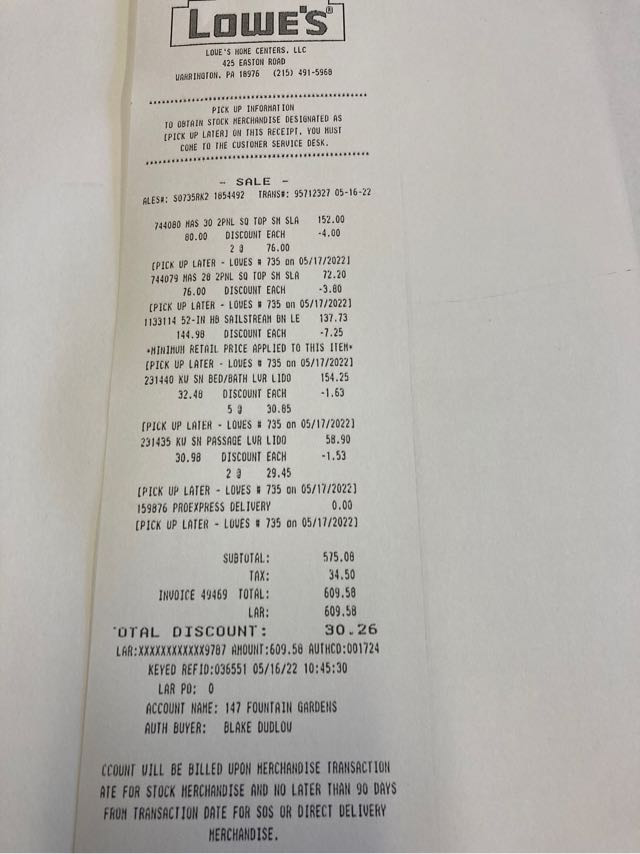 LOWE'S®
LOWE'S HOME CENTERS, LLC
425 EASTON ROAD
WARRINGTON, PA 18976 (215) 491-5968
PICK UP INFORMATION
TO OBTAIN STOCK MERCHANDISE DESIGNATED AS
[PICK UP LATER] ON THIS RECEIPT, YOU MUST
COME TO THE CUSTOMER SERVICE DESK.
- SALE -
ALES#: S0735RK2 1854492 TRANS#: 95712327 05-16-22
744080 MAS 30 2PNL SQ TOP SM SLA 152.00
80.00 DISCOUNT EACH -4.00
2 @ 76.00
[PICK UP LATER - LOWES # 735 on 05/17/2022]
744079 MAS 28 2PNL SQ TOP SM SLA 72.20
76.00 DISCOUNT EACH -3.80
[PICK UP LATER - LOWES # 735 on 05/17/2022]
1133114 52-IN HB SAILSTREAM BN LE 137.73
144.98 DISCOUNT EACH -7.25
*MINIMUM RETAIL PRICE APPLIED TO THIS ITEM*
[PICK UP LATER - LOWES # 735 on 05/17/2022]
231440 KW SN BED/BATH LVR LIDO 154.25
32.48 DISCOUNT EACH -1.63
5 @ 30.85
[PICK UP LATER - LOWES # 735 on 05/17/2022]
231435 KW SN PASSAGE LVR LIDO 58.90
30.98 DISCOUNT EACH -1.53
2 @ 29.45
[PICK UP LATER - LOWES # 735 on 05/17/2022]
159876 PROEXPRESS DELIVERY 0.00
[PICK UP LATER - LOWES # 735 on 05/17/2022]
SUBTOTAL: 575.08
TAX: 34.50
INVOICE 49469 TOTAL: 609.58
LAR: 609.58
OTAL DISCOUNT: 30.26
LAR:XXXXXXXXXXXX9787 AMOUNT:609.58 AUTHCD:001724
KEYED REFID:036551 05/16/22 10:45:30
LAR PO: 0
ACCOUNT NAME: 147 FOUNTAIN GARDENS
AUTH BUYER: BLAKE DUDLOW
CCOUNT WILL BE BILLED UPON MERCHANDISE TRANSACTION
ATE FOR STOCK MERCHANDISE AND NO LATER THAN 90 DAYS
FROM TRANSACTION DATE FOR SOS OR DIRECT DELIVERY
MERCHANDISE.